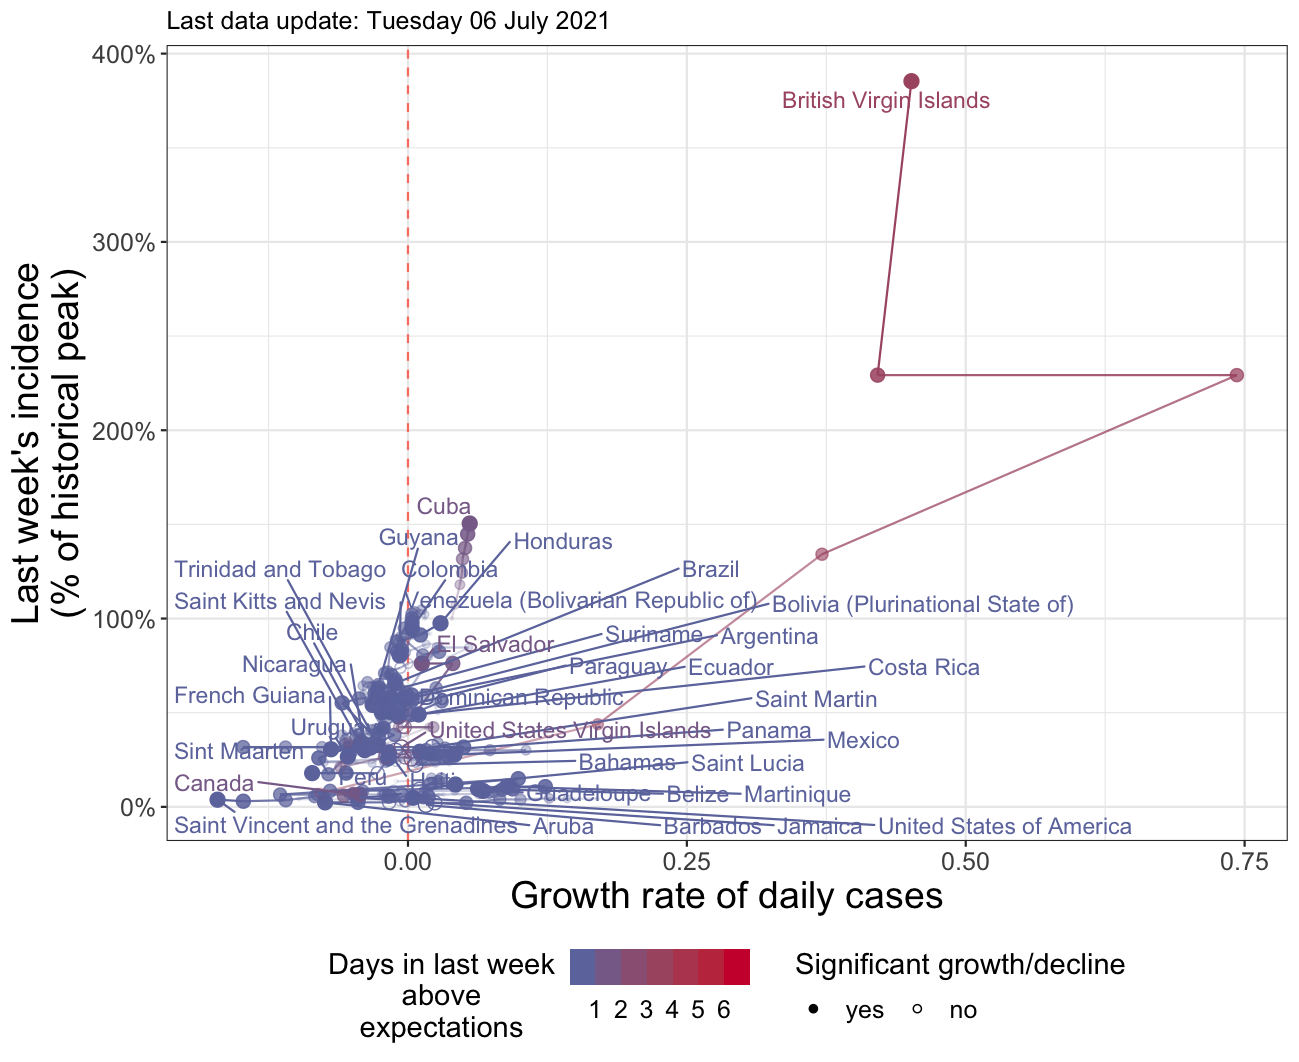 Last data update: Tuesday 06 July 2021
400%
300%
200%
100%
0%
Last week's incidence
(% of historical peak)
British Virgin Islands
Cuba
Guyana
Honduras
Trinidad and Tobago
Colombia
Brazil
Saint Kitts and Nevis
Venezuela (Bolivarian Republic of)
Bolivia (Plurinational State of)
Chile
Suriname
Argentina
El Salvador
Nicaragua
Paraguay
Ecuador
Costa Rica
French Guiana
Dominican Republic
Saint Martin
Uruguay
United States Virgin Islands
Panama
Mexico
Sint Maarten
Bahamas
Saint Lucia
Canada
Peru
Haiti
Guadeloupe
Belize
Martinique
Saint Vincent and the Grenadines
Aruba
Barbados
Jamaica
United States of America
0.00
0.25
0.50
0.75
Growth rate of daily cases
Days in last week
above
expectations
1 2 3 4 5 6
Significant growth/decline
yes
no